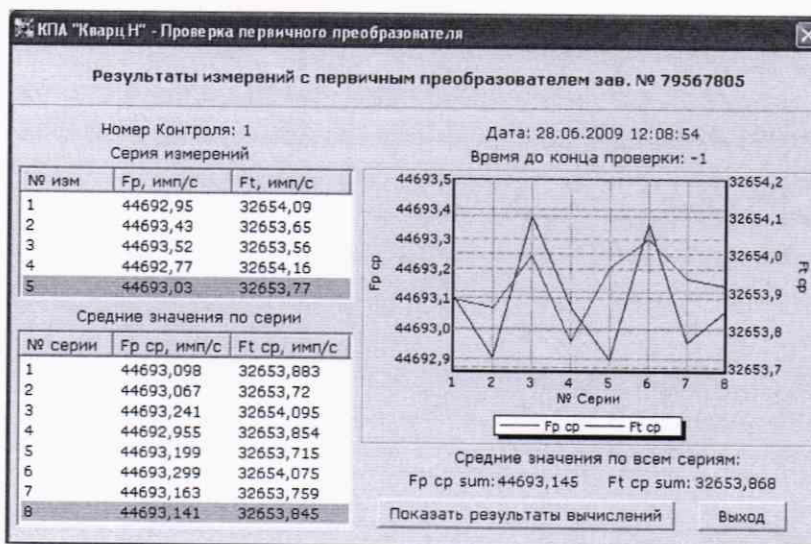 КПА "Кварц Н" - Проверка первичного преобразователя
Результаты измерений с первичным преобразователем зав. № 79567805
Номер Контроля: 1
Серия измерений
№ изм Fp, имп/с Ft, имп/с
1 44692,95 32654,09
2 44693,43 32653,65
3 44693,52 32653,56
4 44692,77 32654,16
5 44693,03 32653,77
Средние значения по серии
№ серии Fp ср, имп/с Ft ср, имп/с
1 44693,098 32653,883
2 44693,067 32653,72
3 44693,241 32654,095
4 44692,955 32653,854
5 44693,199 32653,715
6 44693,299 32654,075
7 44693,163 32653,759
8 44693,141 32653,845
Дата: 28.06.2009 12:08:54
Время до конца проверки: -1
44693,5 32654,2
44693,4 32654,1
44693,3 32654,0
44693,2 32653,9
44693,1 32653,8
44693,0 32653,7
44692,9
Fp ср
Ft ср
1 2 3 4 5 6 7 8
№ Серии
Fp ср Ft ср
Средние значения по всем сериям:
Fp ср sum: 44693,145 Ft ср sum: 32653,868
Показать результаты вычислений Выход